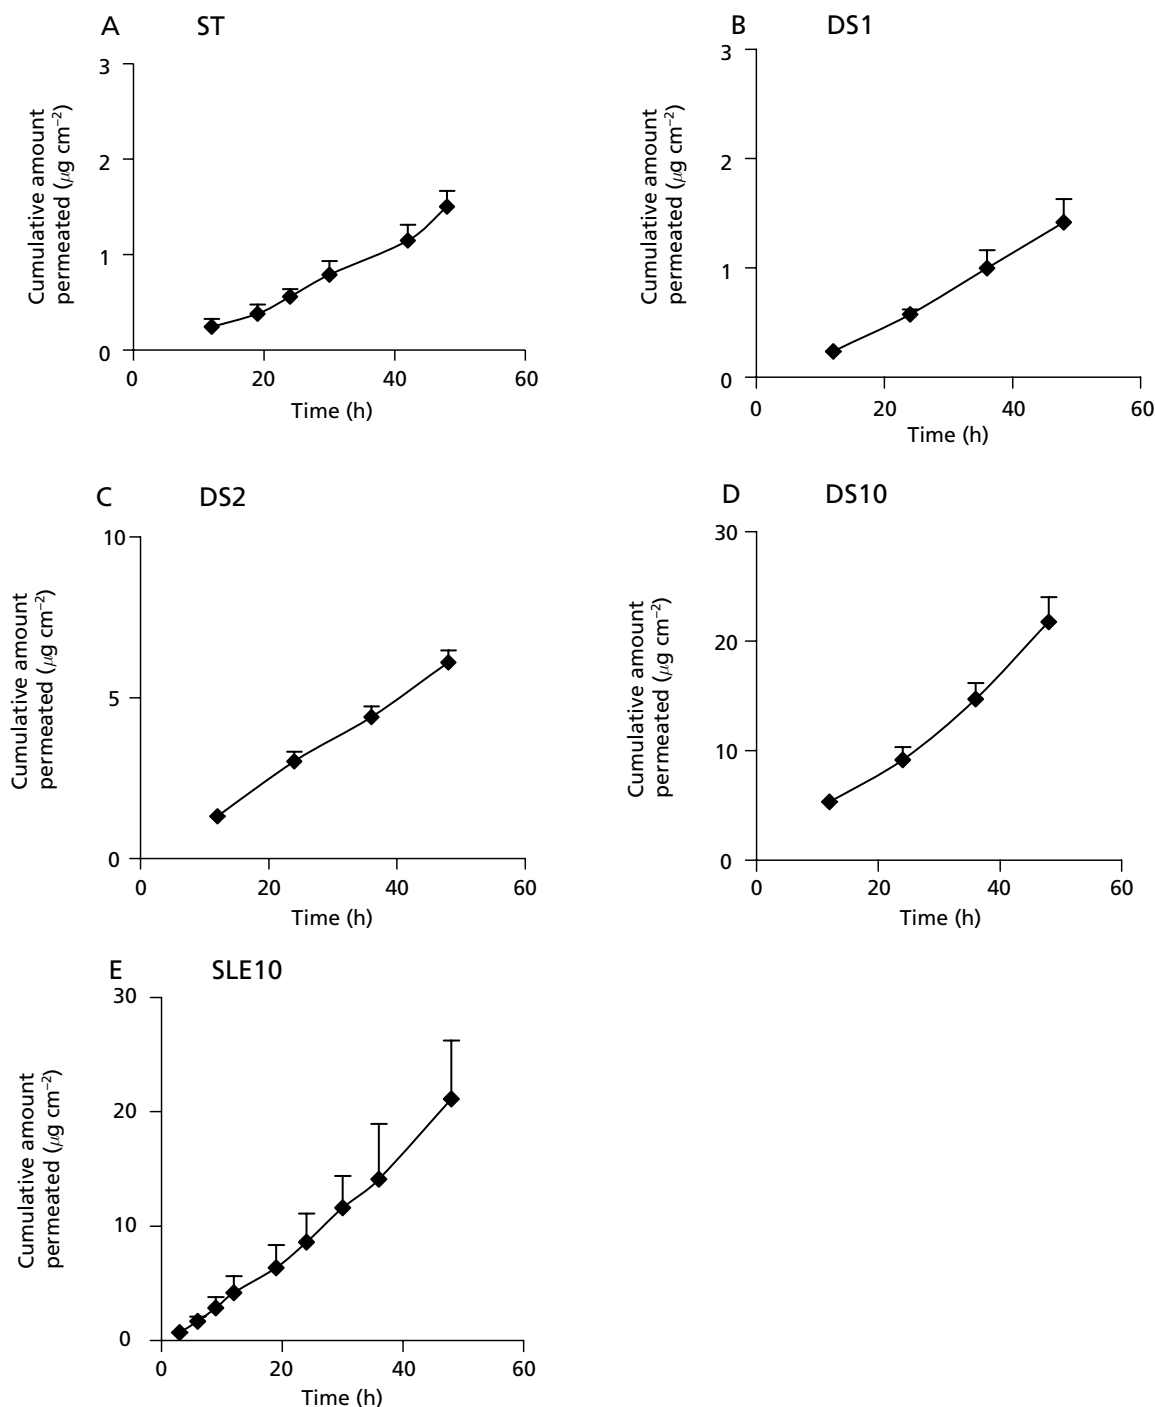 A ST
3
2
1
0
0 20 40 60
Time (h)
Cumulative amount
permeated (μg cm⁻²)
B DS1
3
2
1
0
0 20 40 60
Time (h)
Cumulative amount
permeated (μg cm⁻²)
C DS2
10
5
0
0 20 40 60
Time (h)
Cumulative amount
permeated (μg cm⁻²)
D DS10
30
20
10
0
0 20 40 60
Time (h)
Cumulative amount
permeated (μg cm⁻²)
E SLE10
30
20
10
0
0 20 40 60
Time (h)
Cumulative amount
permeated (μg cm⁻²)